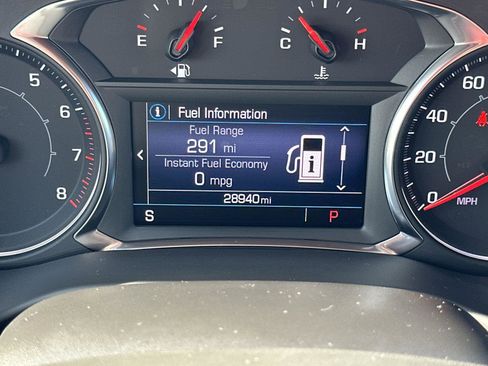 E F C H
i Fuel Information
Fuel Range
291 mi
Instant Fuel Economy
0 mpg
i
28940mi
S P
5
6
7
8
60
40
20
0
MPH